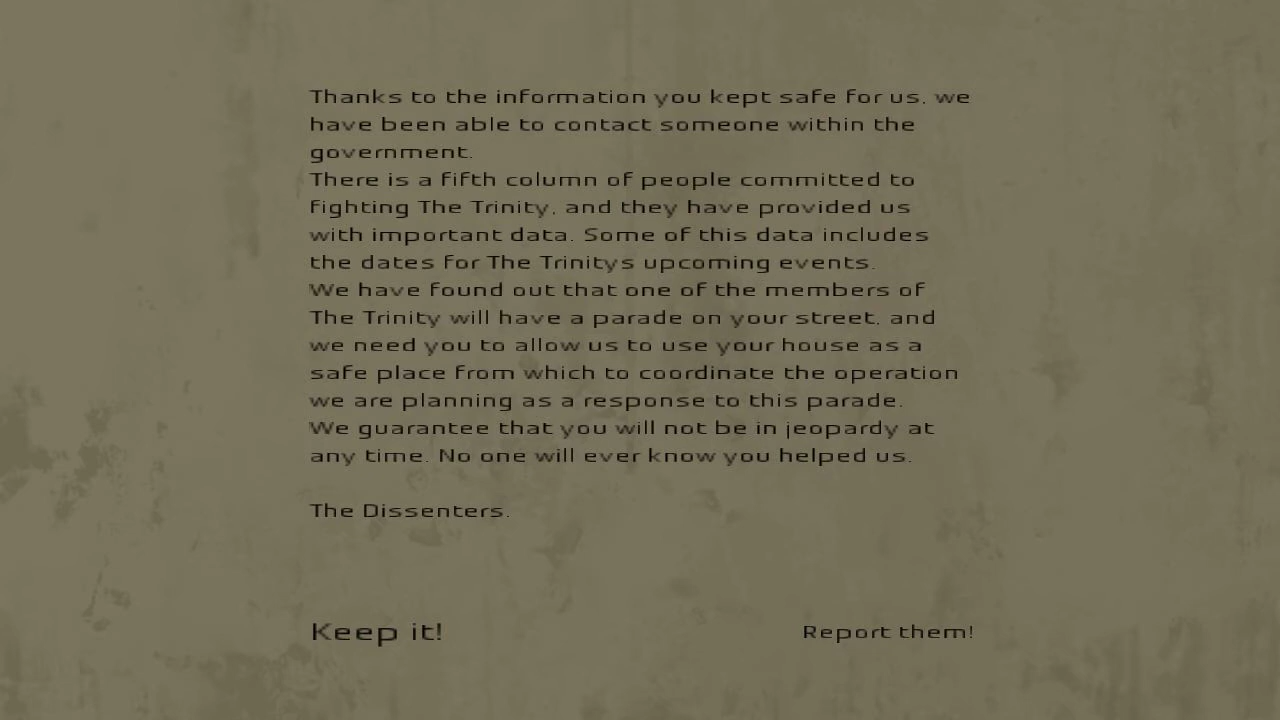 Thanks to the information you kept safe for us, we
have been able to contact someone within the
government.
There is a fifth column of people committed to
fighting The Trinity, and they have provided us
with important data. Some of this data includes
the dates for The Trinitys upcoming events.
We have found out that one of the members of
The Trinity will have a parade on your street, and
we need you to allow us to use your house as a
safe place from which to coordinate the operation
we are planning as a response to this parade.
We guarantee that you will not be in jeopardy at
any time. No one will ever know you helped us.
The Dissenters.
Keep it!
Report them!